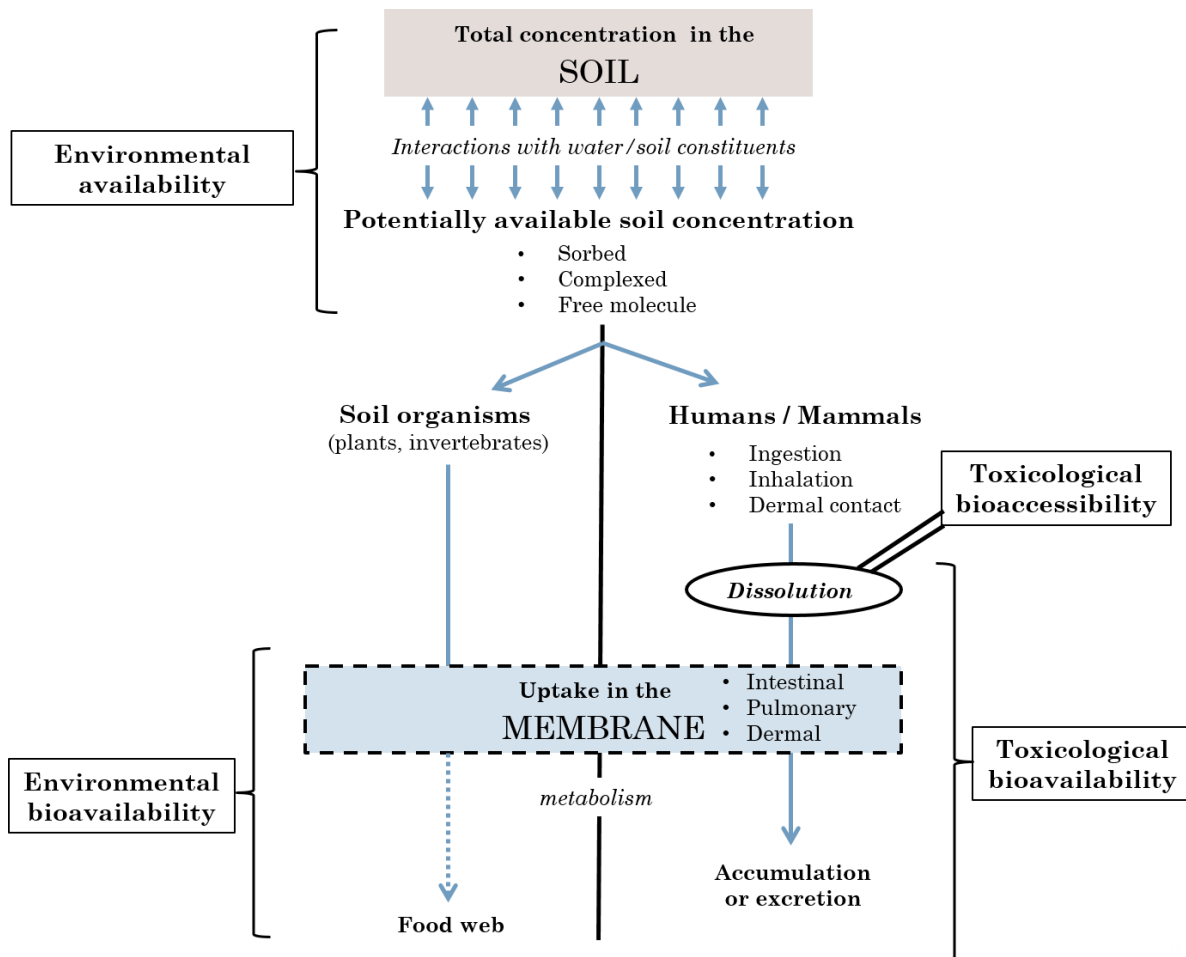 Total concentration in the
SOIL
Interactions with water/soil constituents
Environmental
availability
Potentially available soil concentration
• Sorbed
• Complexed
• Free molecule
Soil organisms
(plants, invertebrates)
Humans / Mammals
• Ingestion
• Inhalation
• Dermal contact
Toxicological
bioaccessibility
Dissolution
Uptake in the
MEMBRANE
• Intestinal
• Pulmonary
• Dermal
Environmental
bioavailability
metabolism
Toxicological
bioavailability
Food web
Accumulation
or excretion